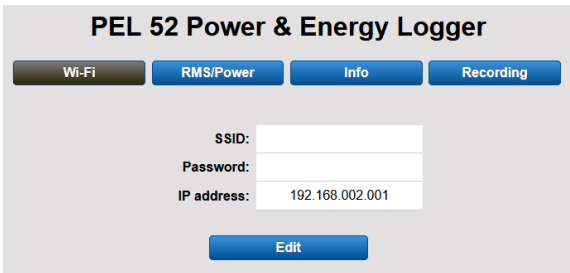 PEL 52 Power & Energy Logger
Wi-Fi RMS/Power Info Recording
SSID:
Password:
IP address: 192.168.002.001
Edit